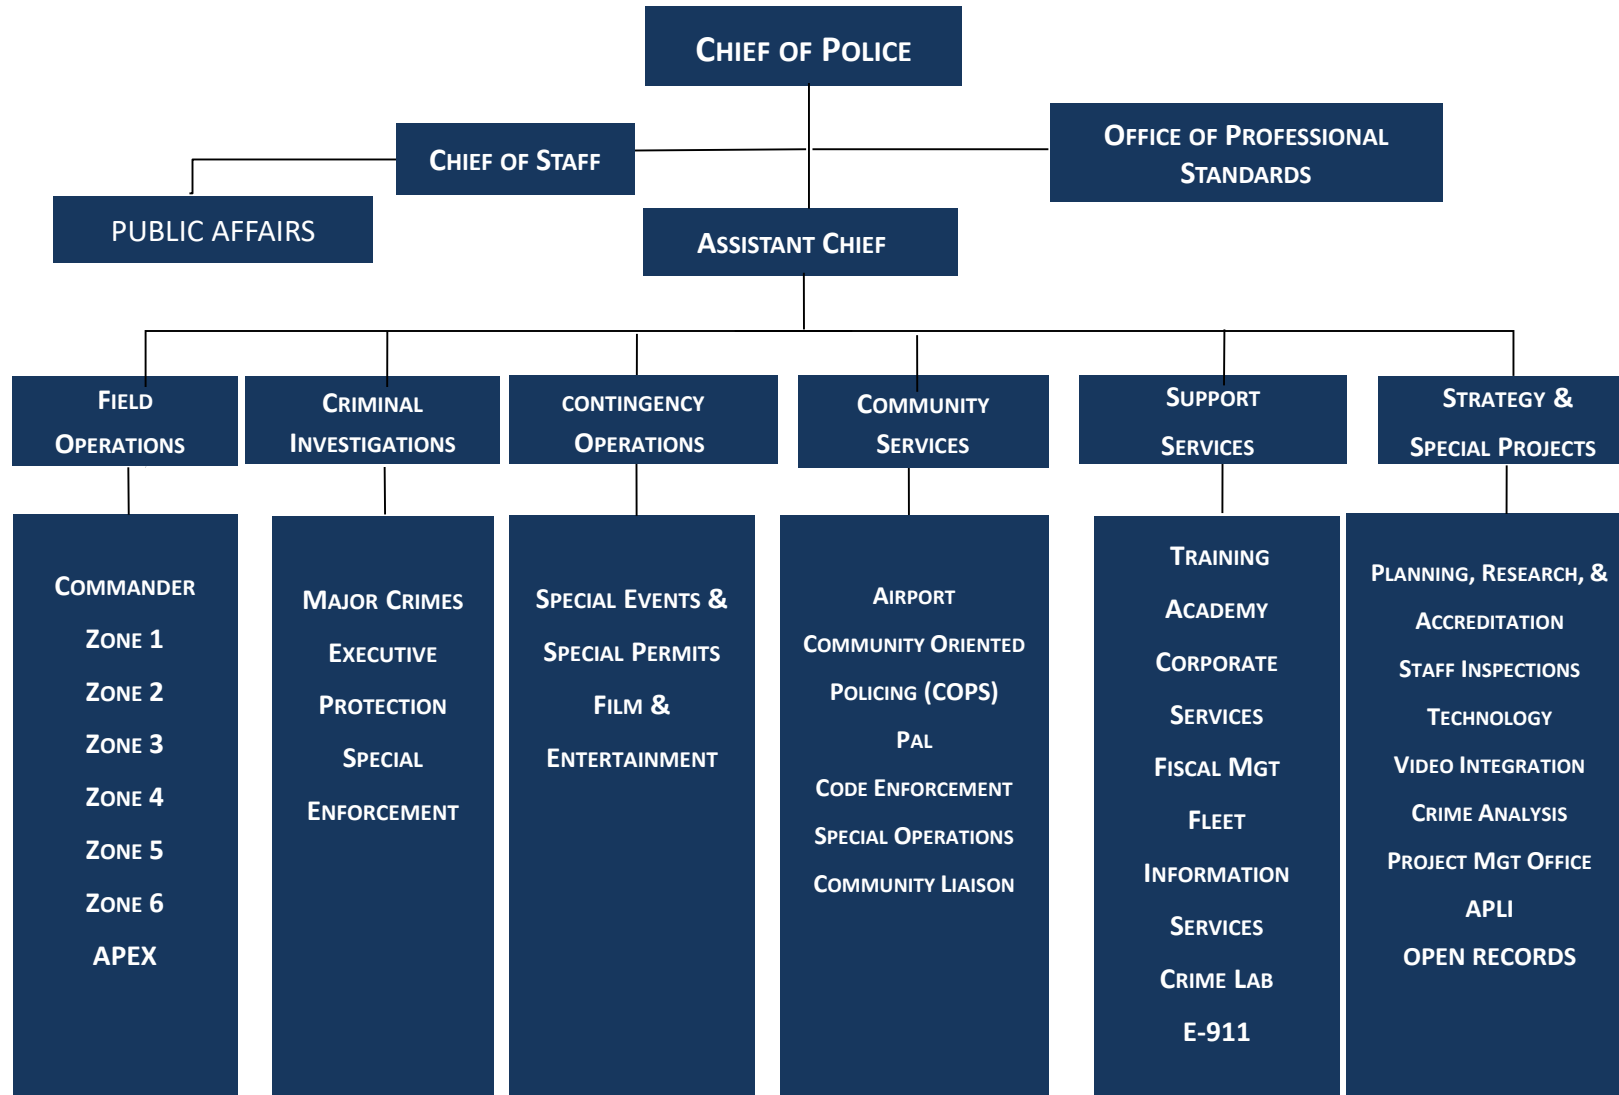 Chief of Police
Chief of Staff
Office of Professional
Standards
PUBLIC AFFAIRS
Assistant Chief
Field
Operations
Criminal
Investigations
contingency
Operations
Community
Services
Support
Services
Strategy &
Special Projects
Commander
Zone 1
Zone 2
Zone 3
Zone 4
Zone 5
Zone 6
APEX
Major Crimes
Executive
Protection
Special
Enforcement
Special Events &
Special Permits
Film &
Entertainment
Airport
Community Oriented
Policing (COPS)
Pal
Code Enforcement
Special Operations
Community Liaison
Training
Academy
Corporate
Services
Fiscal Mgt
Fleet
Information
Services
Crime Lab
E-911
Planning, Research, &
Accreditation
Staff Inspections
Technology
Video Integration
Crime Analysis
Project Mgt Office
APLI
OPEN RECORDS